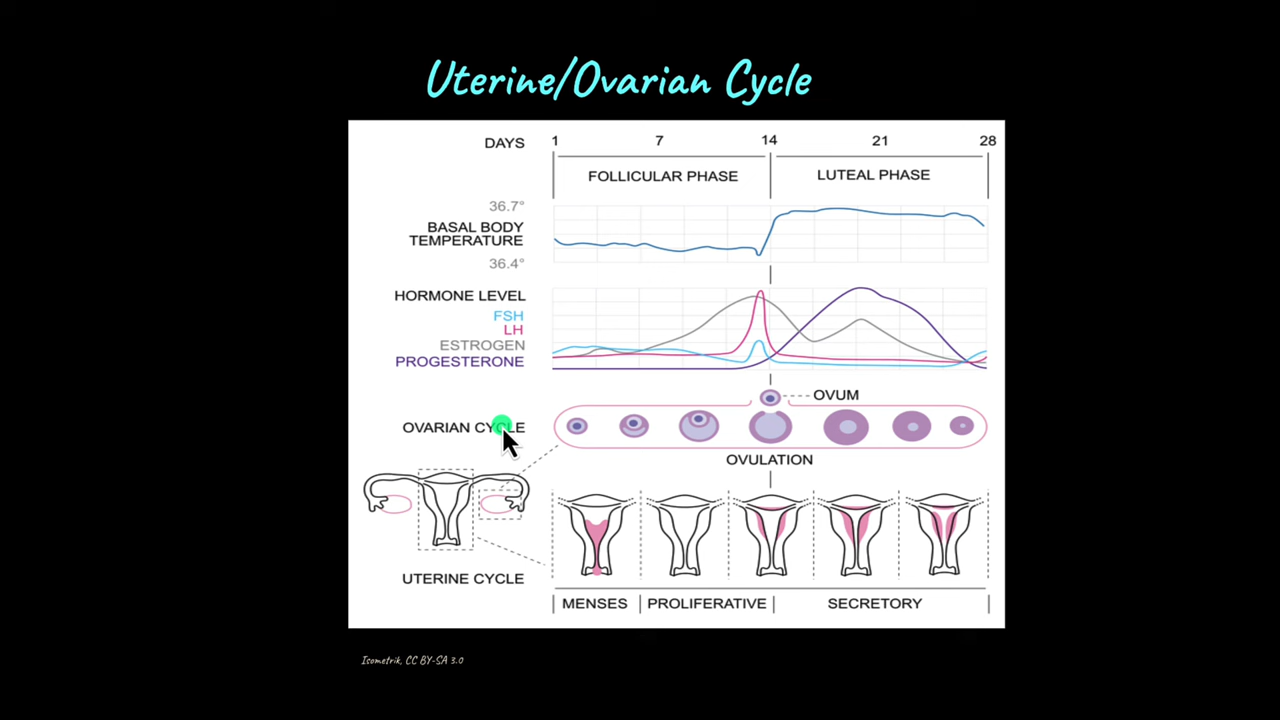 Uterine/Ovarian Cycle
DAYS 1 7 14 21 28
FOLLICULAR PHASE LUTEAL PHASE
36.7°
BASAL BODY
TEMPERATURE
36.4°
HORMONE LEVEL
FSH
LH
ESTROGEN
PROGESTERONE
OVUM
OVARIAN CYCLE
OVULATION
UTERINE CYCLE
MENSES PROLIFERATIVE SECRETORY
Isometrik, CC BY-SA 3.0